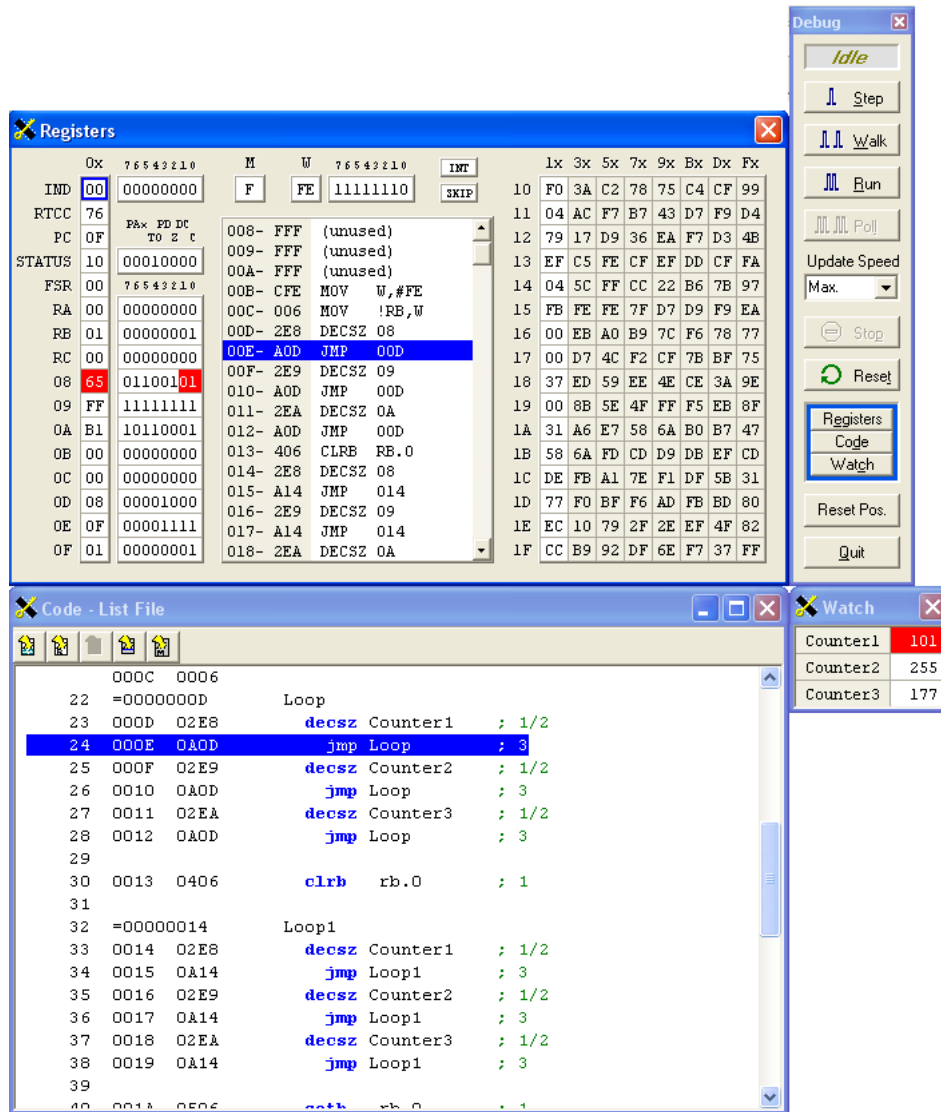 Debug
Idle
Step
Walk
Run
Poll
Update Speed
Max.
Stop
Reset
Registers
Code
Watch
Reset Pos.
Quit
Registers
0x 76543210 M W 76543210 INT
IND 00 00000000 F FE 11111110 SKIP
RTCC 76
PC 0F PAx PD DC
TO Z C
STATUS 10 00010000
FSR 00 76543210
RA 00 00000000
RB 01 00000001
RC 00 00000000
08 65 01100101
09 FF 11111111
0A B1 10110001
0B 00 00000000
0C 00 00000000
0D 08 00001000
0E 0F 00001111
0F 01 00000001
008- FFF (unused)
009- FFF (unused)
00A- FFF (unused)
00B- CFE MOV W,#FE
00C- 006 MOV !RB,W
00D- 2E8 DECSZ 08
00E- A0D JMP 00D
00F- 2E9 DECSZ 09
010- A0D JMP 00D
011- 2EA DECSZ 0A
012- A0D JMP 00D
013- 406 CLRB RB.0
014- 2E8 DECSZ 08
015- A14 JMP 014
016- 2E9 DECSZ 09
017- A14 JMP 014
018- 2EA DECSZ 0A
1x 3x 5x 7x 9x Bx Dx Fx
10 F0 3A C2 78 75 C4 CF 99
11 04 AC F7 B7 43 D7 F9 D4
12 79 17 D9 36 EA F7 D3 4B
13 EF C5 FE CF EF DD CF FA
14 04 5C FF CC 22 B6 7B 97
15 FB FE FE 7F D7 D9 F9 EA
16 00 EB A0 B9 7C F6 78 77
17 00 D7 4C F2 CF 7B BF 75
18 37 ED 59 EE 4E CE 3A 9E
19 00 8B 5E 4F FF F5 EB 8F
1A 31 A6 E7 58 6A B0 B7 47
1B 58 6A FD CD D9 DB EF CD
1C DE FB A1 7E F1 DF 5B 31
1D 77 F0 BF F6 AD FB BD 80
1E EC 10 79 2F 2E EF 4F 82
1F CC B9 92 DF 6E F7 37 FF
Code - List File
000C 0006
22 =0000000D Loop
23 000D 02E8 decsz Counter1 ; 1/2
24 000E 0A0D jmp Loop ; 3
25 000F 02E9 decsz Counter2 ; 1/2
26 0010 0A0D jmp Loop ; 3
27 0011 02EA decsz Counter3 ; 1/2
28 0012 0A0D jmp Loop ; 3
29
30 0013 0406 clrb rb.0 ; 1
31
32 =00000014 Loop1
33 0014 02E8 decsz Counter1 ; 1/2
34 0015 0A14 jmp Loop1 ; 3
35 0016 02E9 decsz Counter2 ; 1/2
36 0017 0A14 jmp Loop1 ; 3
37 0018 02EA decsz Counter3 ; 1/2
38 0019 0A14 jmp Loop1 ; 3
39
Watch
Counter1 101
Counter2 255
Counter3 177